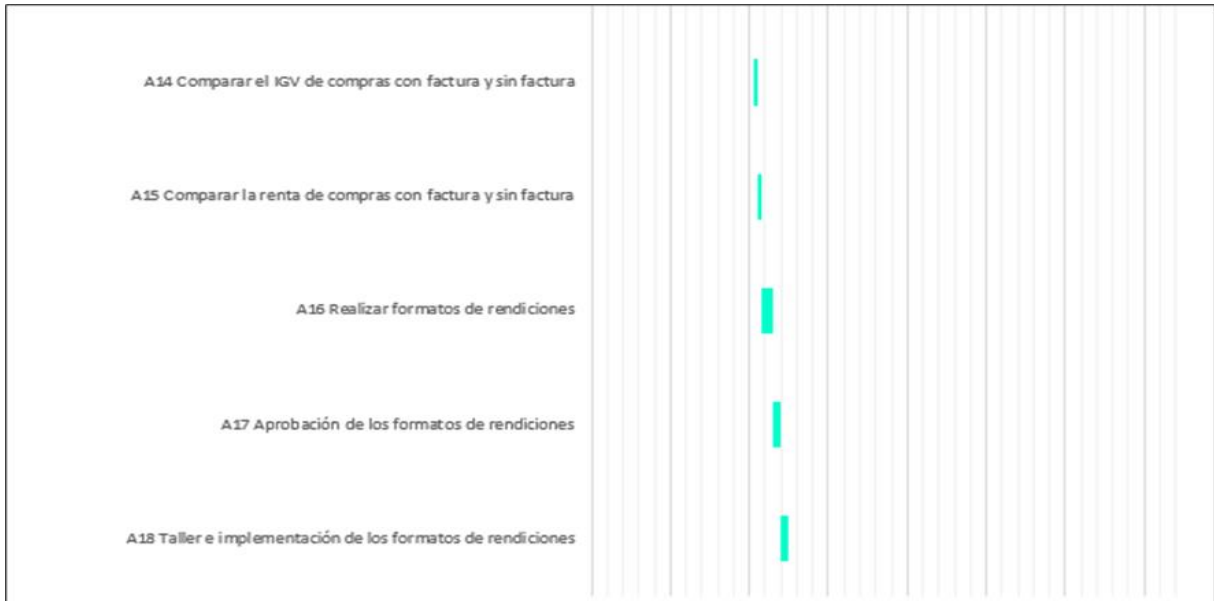 A14 Comparar el IGV de compras con factura y sin factura
A15 Comparar la renta de compras con factura y sin factura
A16 Realizar formatos de rendiciones
A17 Aprobación de los formatos de rendiciones
A18 Taller e implementación de los formatos de rendiciones